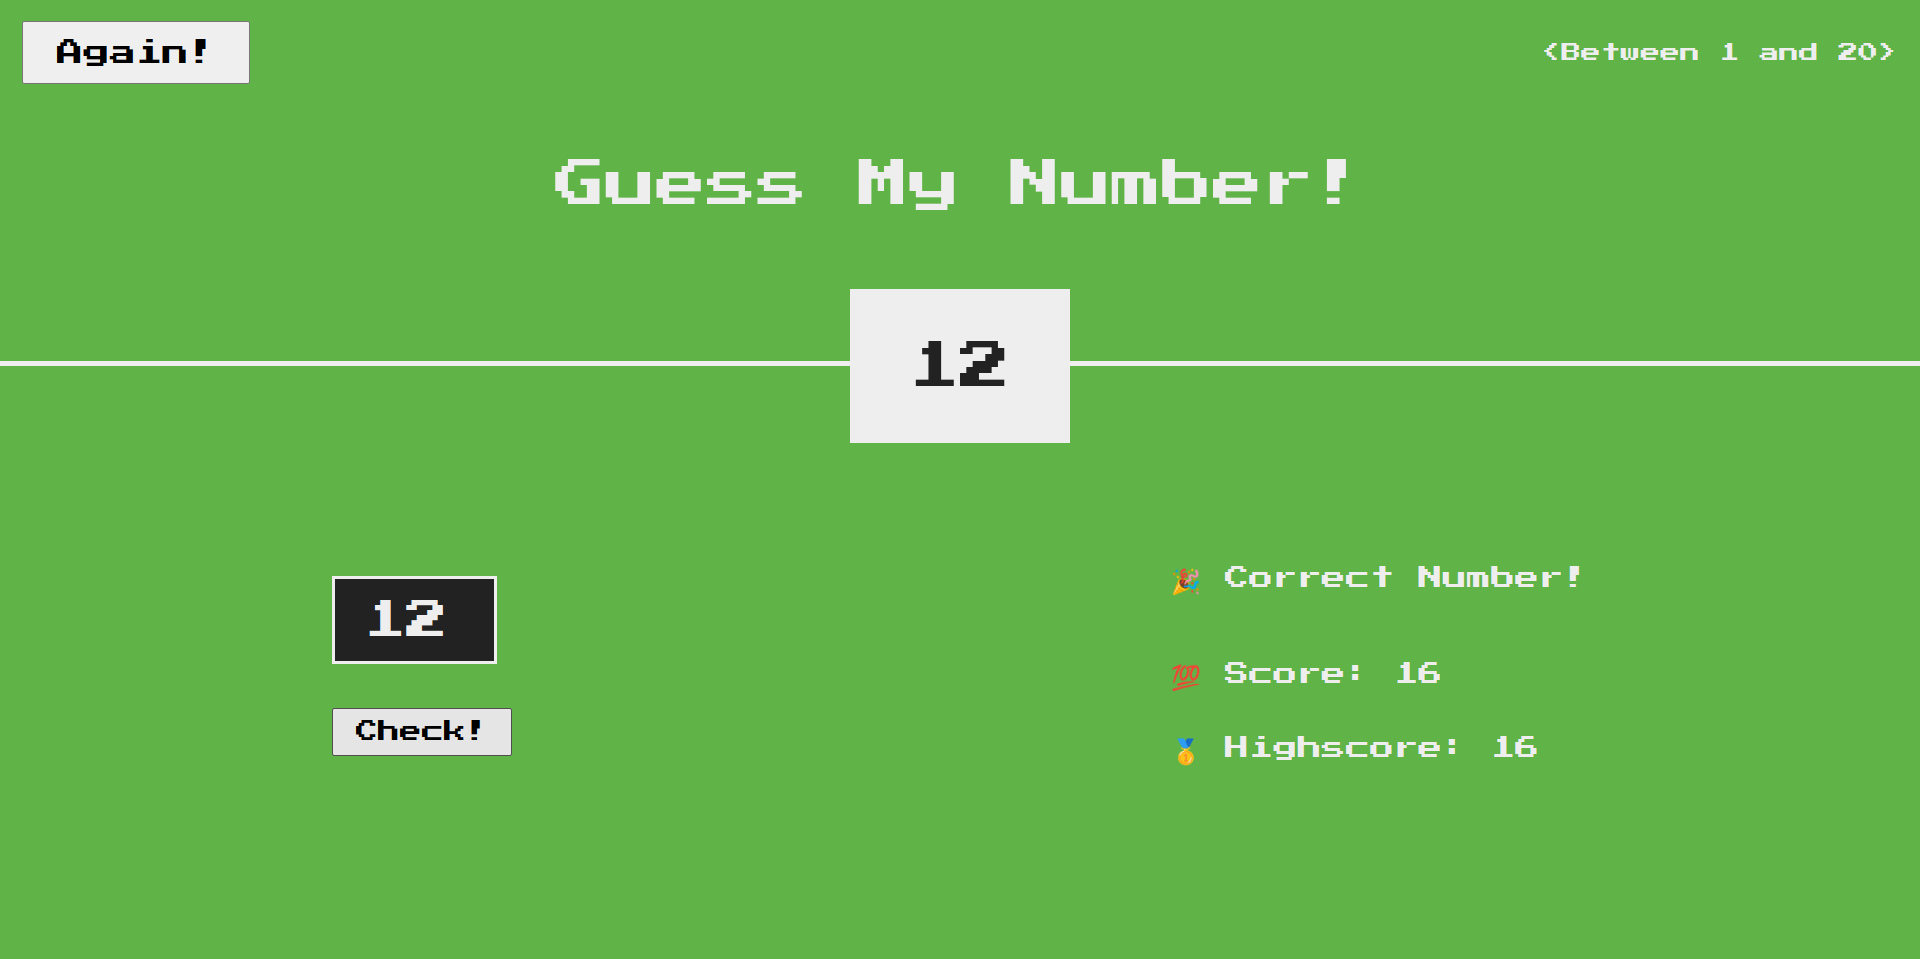 Again!
(Between 1 and 20)
Guess My Number!
12
12
Check!
🎉 Correct Number!
💯 Score: 16
🥇 Highscore: 16